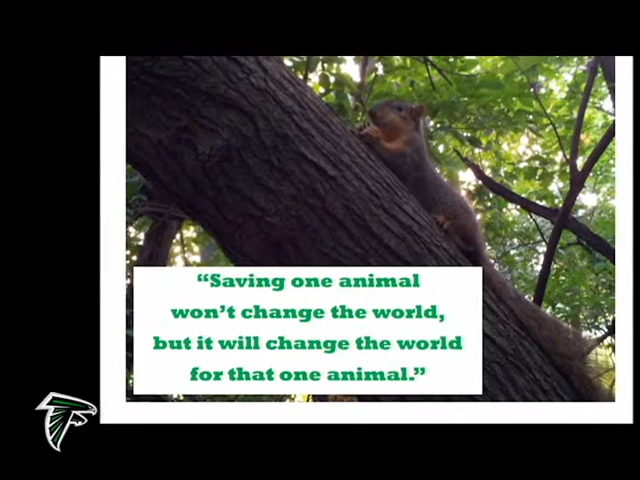 “Saving one animal
won’t change the world,
but it will change the world
for that one animal.”